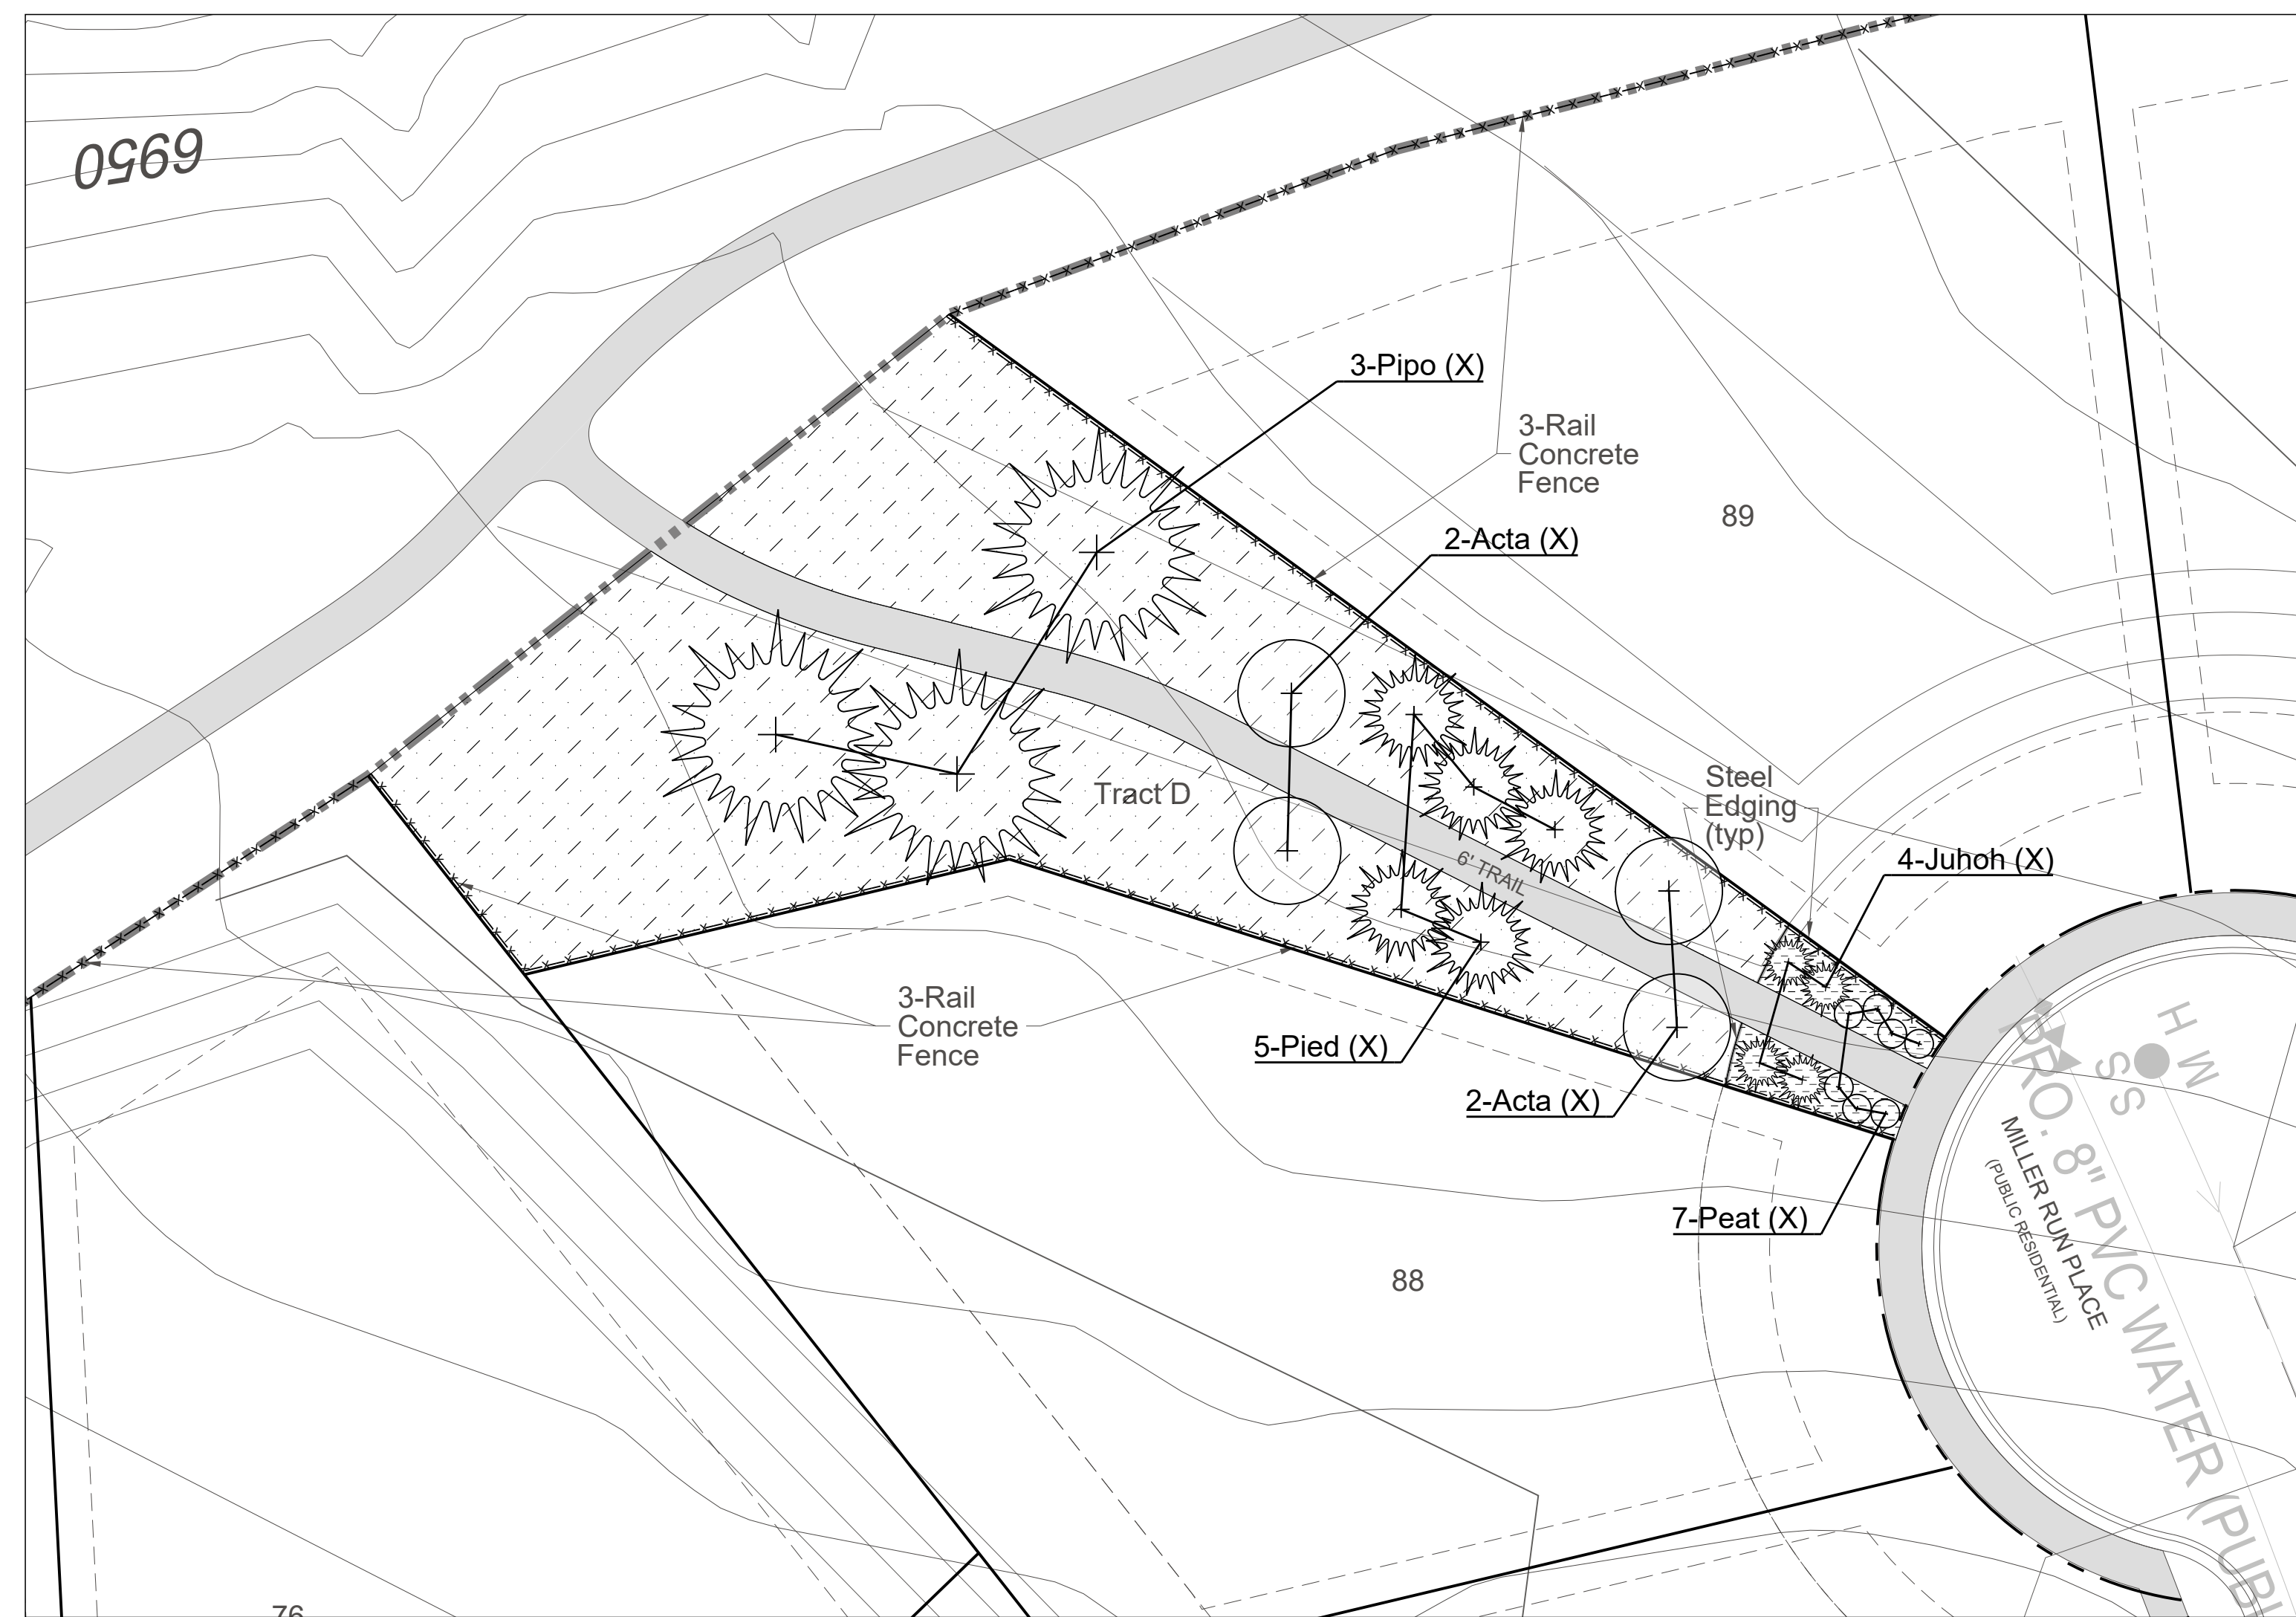 6950
3-Pipo (X)
3-Rail
Concrete
Fence
89
2-Acta (X)
Steel
Edging
(typ)
Tract D
6' TRAIL
4-Juhoh (X)
3-Rail
Concrete
Fence
5-Pied (X)
2-Acta (X)
7-Peat (X)
88
H
W
SS
PRO. 8" PVC WATER (PUBL
MILLER RUN PLACE
(PUBLIC RESIDENTIAL)
76